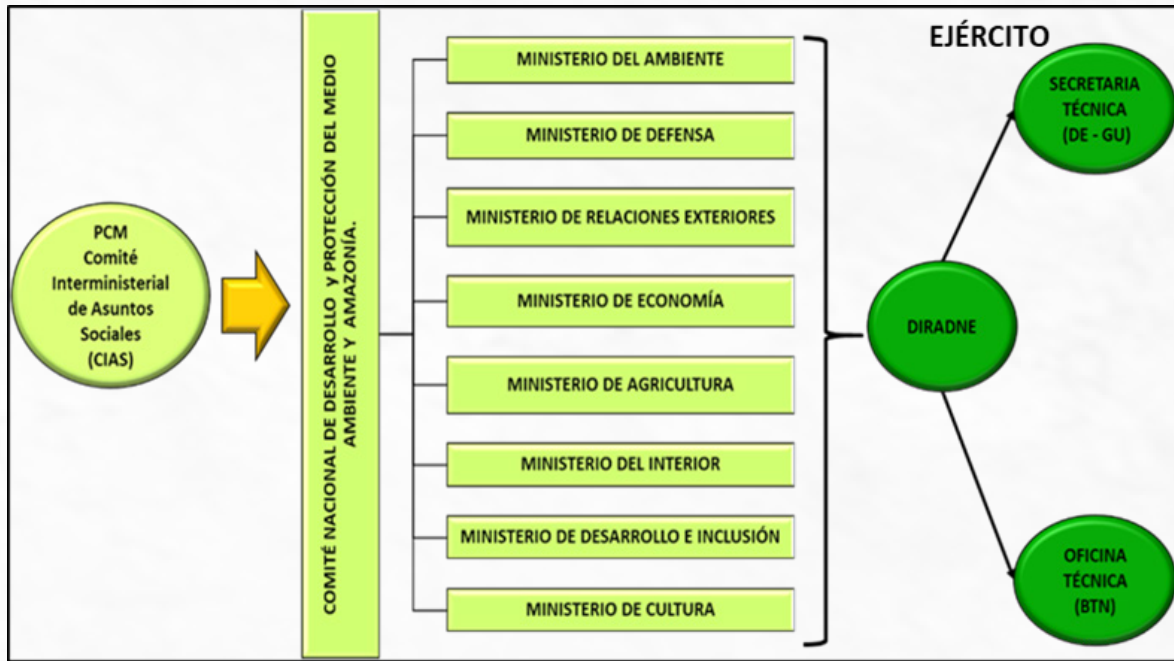 PCM
Comité
Interministerial
de Asuntos
Sociales
(CIAS)
COMITÉ NACIONAL DE DESARROLLO y PROTECCIÓN DEL MEDIO
AMBIENTE Y AMAZONÍA.
MINISTERIO DEL AMBIENTE
MINISTERIO DE DEFENSA
MINISTERIO DE RELACIONES EXTERIORES
MINISTERIO DE ECONOMÍA
MINISTERIO DE AGRICULTURA
MINISTERIO DEL INTERIOR
MINISTERIO DE DESARROLLO E INCLUSIÓN
MINISTERIO DE CULTURA
EJÉRCITO
SECRETARIA
TÉCNICA
(DE - GU)
DIRADNE
OFICINA
TÉCNICA
(BTN)